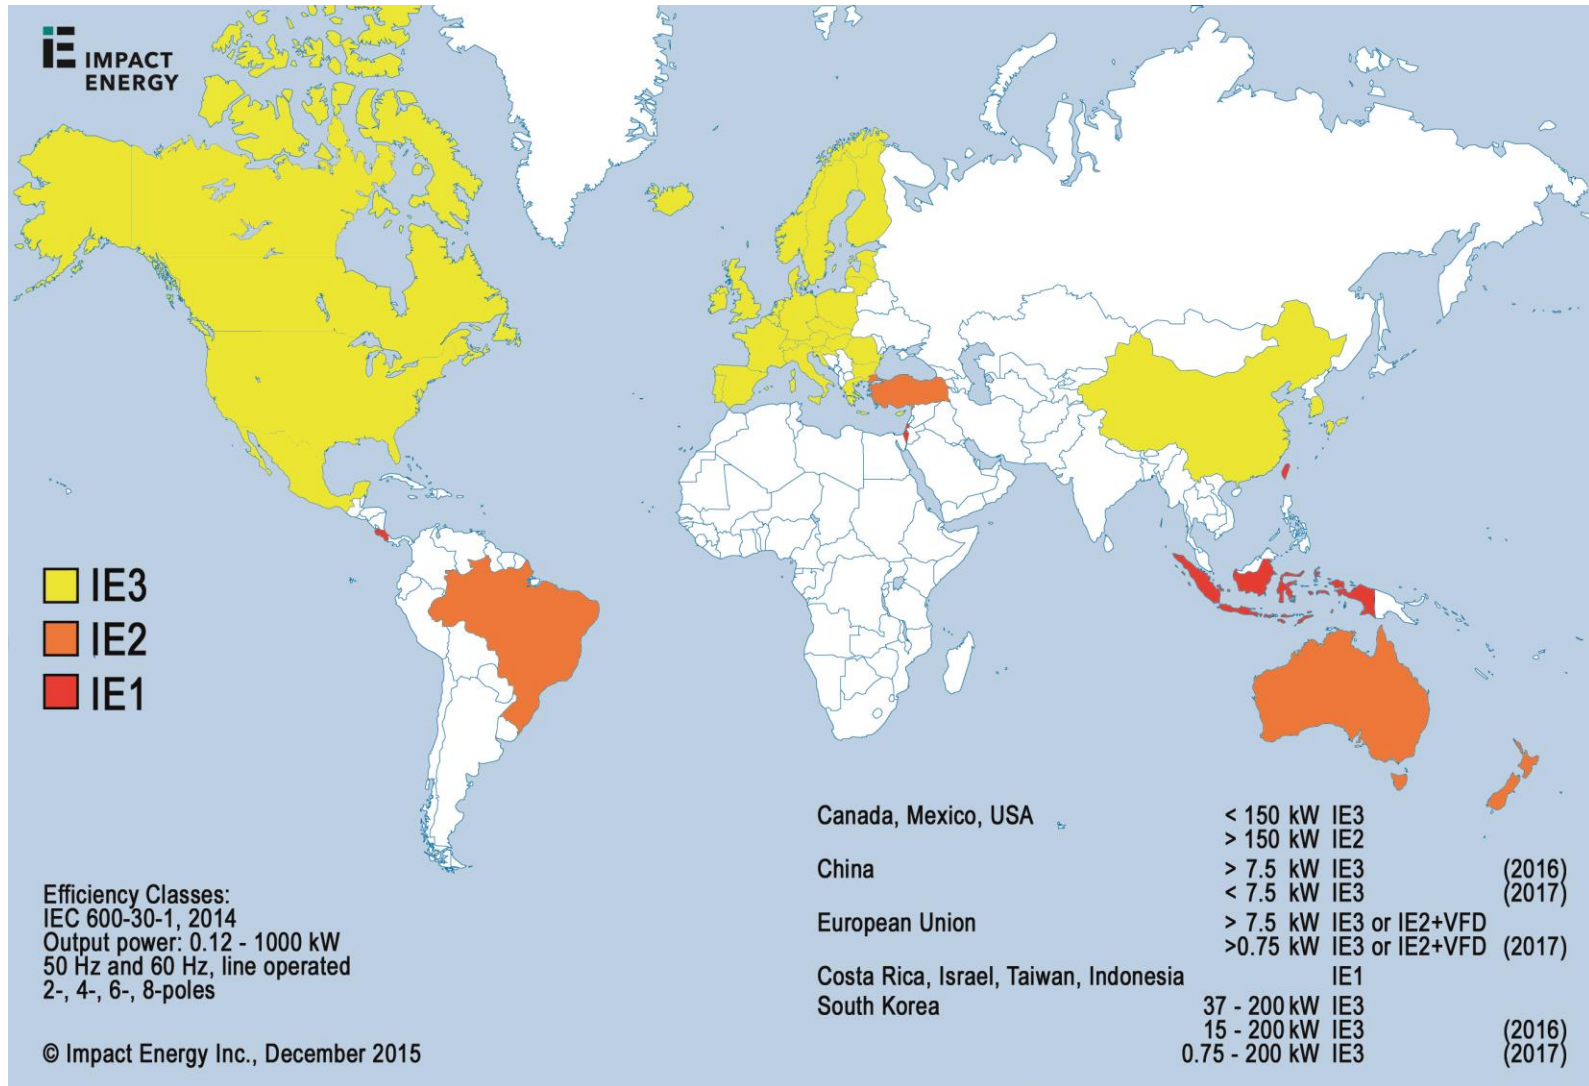 iE IMPACT
ENERGY
IE3
IE2
IE1
Efficiency Classes:
IEC 600-30-1, 2014
Output power: 0.12 - 1000 kW
50 Hz and 60 Hz, line operated
2-, 4-, 6-, 8-poles
© Impact Energy Inc., December 2015
Canada, Mexico, USA < 150 kW IE3
> 150 kW IE2
China > 7.5 kW IE3 (2016)
< 7.5 kW IE3 (2017)
European Union > 7.5 kW IE3 or IE2+VFD
>0.75 kW IE3 or IE2+VFD (2017)
Costa Rica, Israel, Taiwan, Indonesia IE1
South Korea 37 - 200 kW IE3
15 - 200 kW IE3 (2016)
0.75 - 200 kW IE3 (2017)